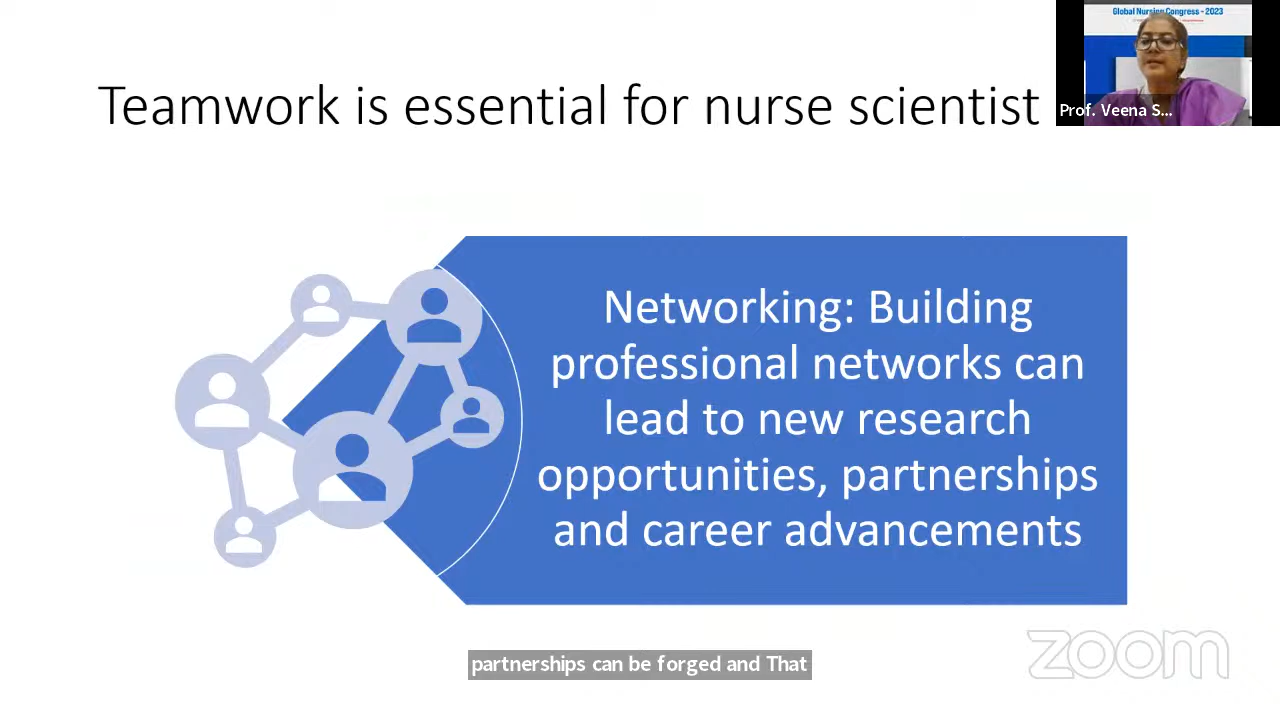 Global Nursing Congress - 2023
Teamwork is essential for nurse scientist
Prof. Veena S...
Networking: Building
professional networks can
lead to new research
opportunities, partnerships
and career advancements
partnerships can be forged and That
zoom